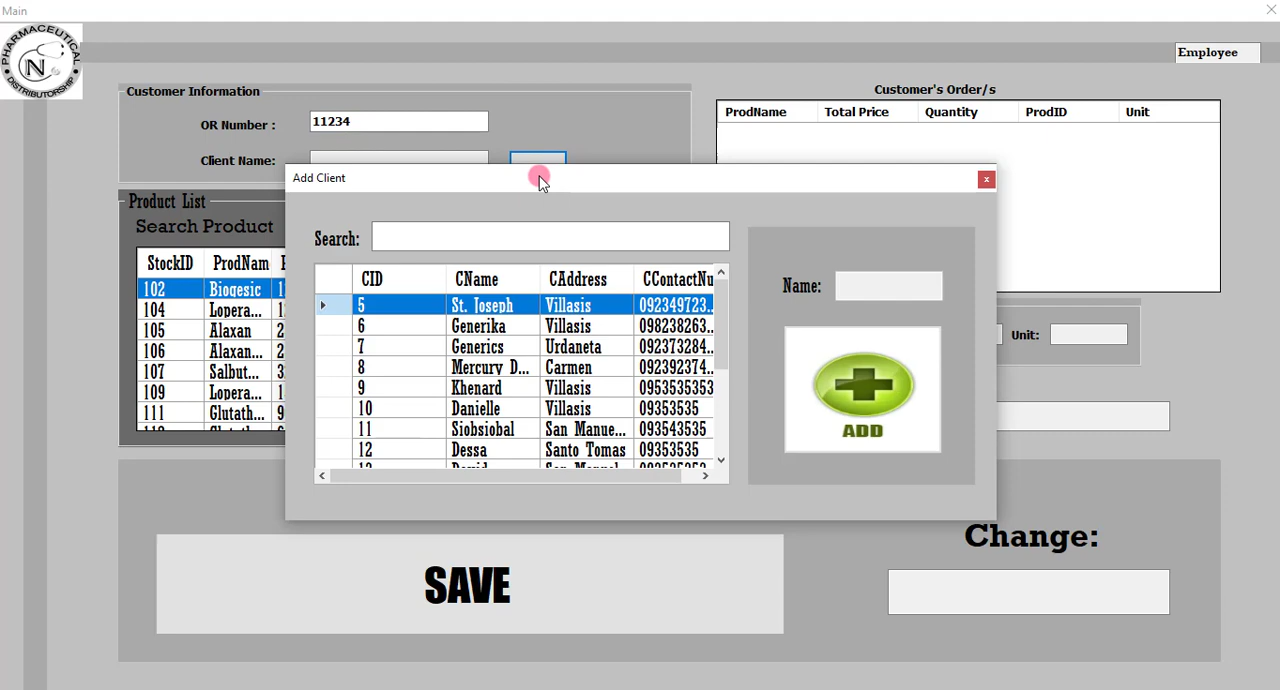 Main
PHARMACEUTICAL
N
DISTRIBUTORSHIP
Employee
Customer Information
OR Number : 11234
Client Name:
Customer's Order/s
ProdName Total Price Quantity ProdID Unit
Product List
Search Product
StockID ProdNam
102 Biogesic
104 Lopera...
105 Alaxan
106 Alaxan...
107 Salbut...
109 Lopera...
111 Glutath...
Unit:
Add Client
x
Search:
CID CName CAddress CContactNu
5 St. Joseph Villasis 092349723...
6 Generika Villasis 098238263...
7 Generics Urdaneta 092373284...
8 Mercury D... Carmen 092392374...
9 Khenard Villasis 0953535353
10 Danielle Villasis 09353535
11 Siobsiobal San Manue... 093543535
12 Dessa Santo Tomas 09353535
Name:
ADD
SAVE
Change: